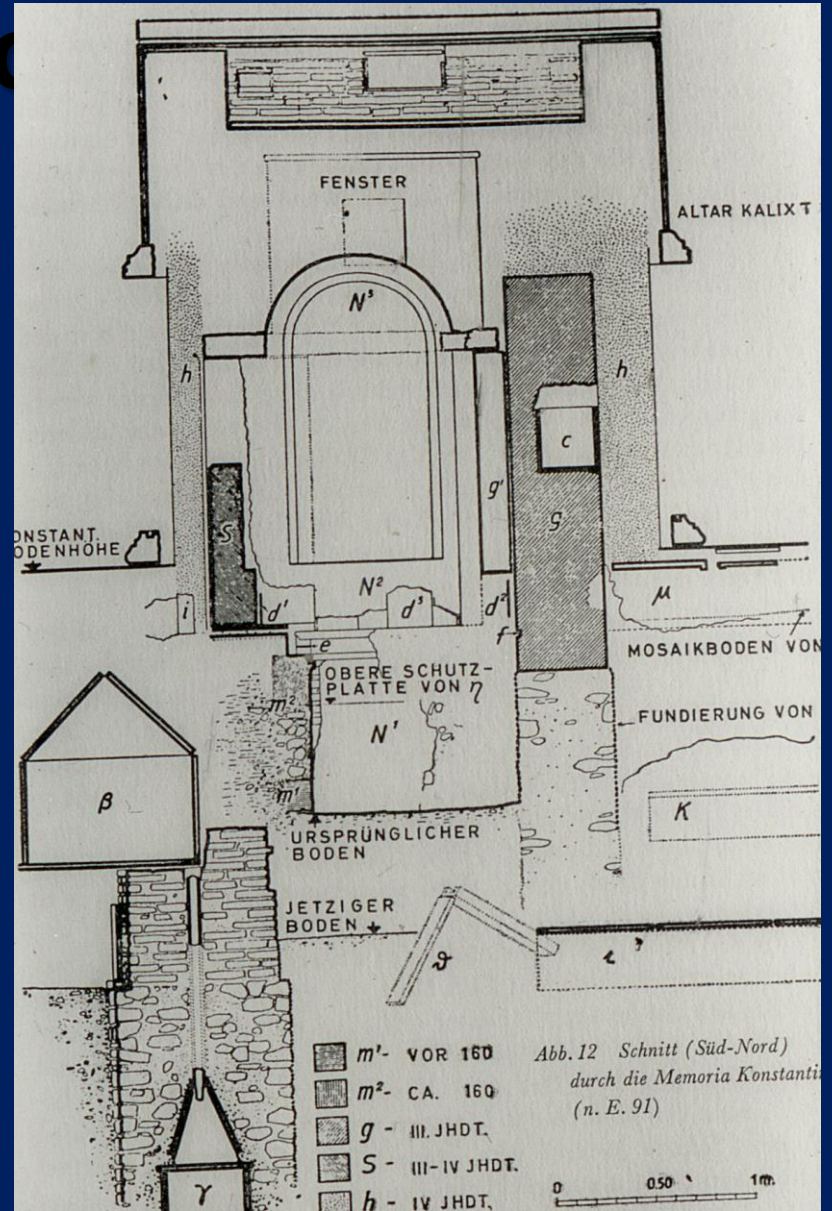 FENSTER
ALTAR KALIXT
N³
h
h
c
g'
g
S
ONSTANT.
ODENHÖHE
N²
i
d'
d³
d²
μ
e
f
MOSAIKBODEN VON
OBERE SCHUTZ-
PLATTE VON η
m²
FUNDIERUNG VON
N'
β
m'
K
URSPRÜNGLICHER
BODEN
JETZIGER
BODEN
ϑ
ι
m'- VOR 160
m²- CA. 160
g - III. JHDT.
S - III-IV JHDT.
h - IV JHDT.
γ
Abb. 12 Schnitt (Süd-Nord)
durch die Memoria Konstanti
(n. E. 91)
0 0.50 1m.